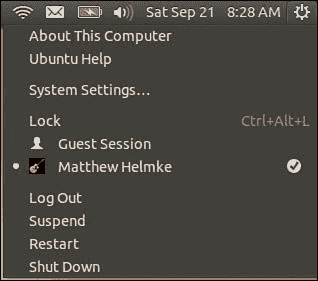 Sat Sep 21 8:28 AM
About This Computer
Ubuntu Help
System Settings...
Lock Ctrl+Alt+L
Guest Session
Matthew Helmke
Log Out
Suspend
Restart
Shut Down